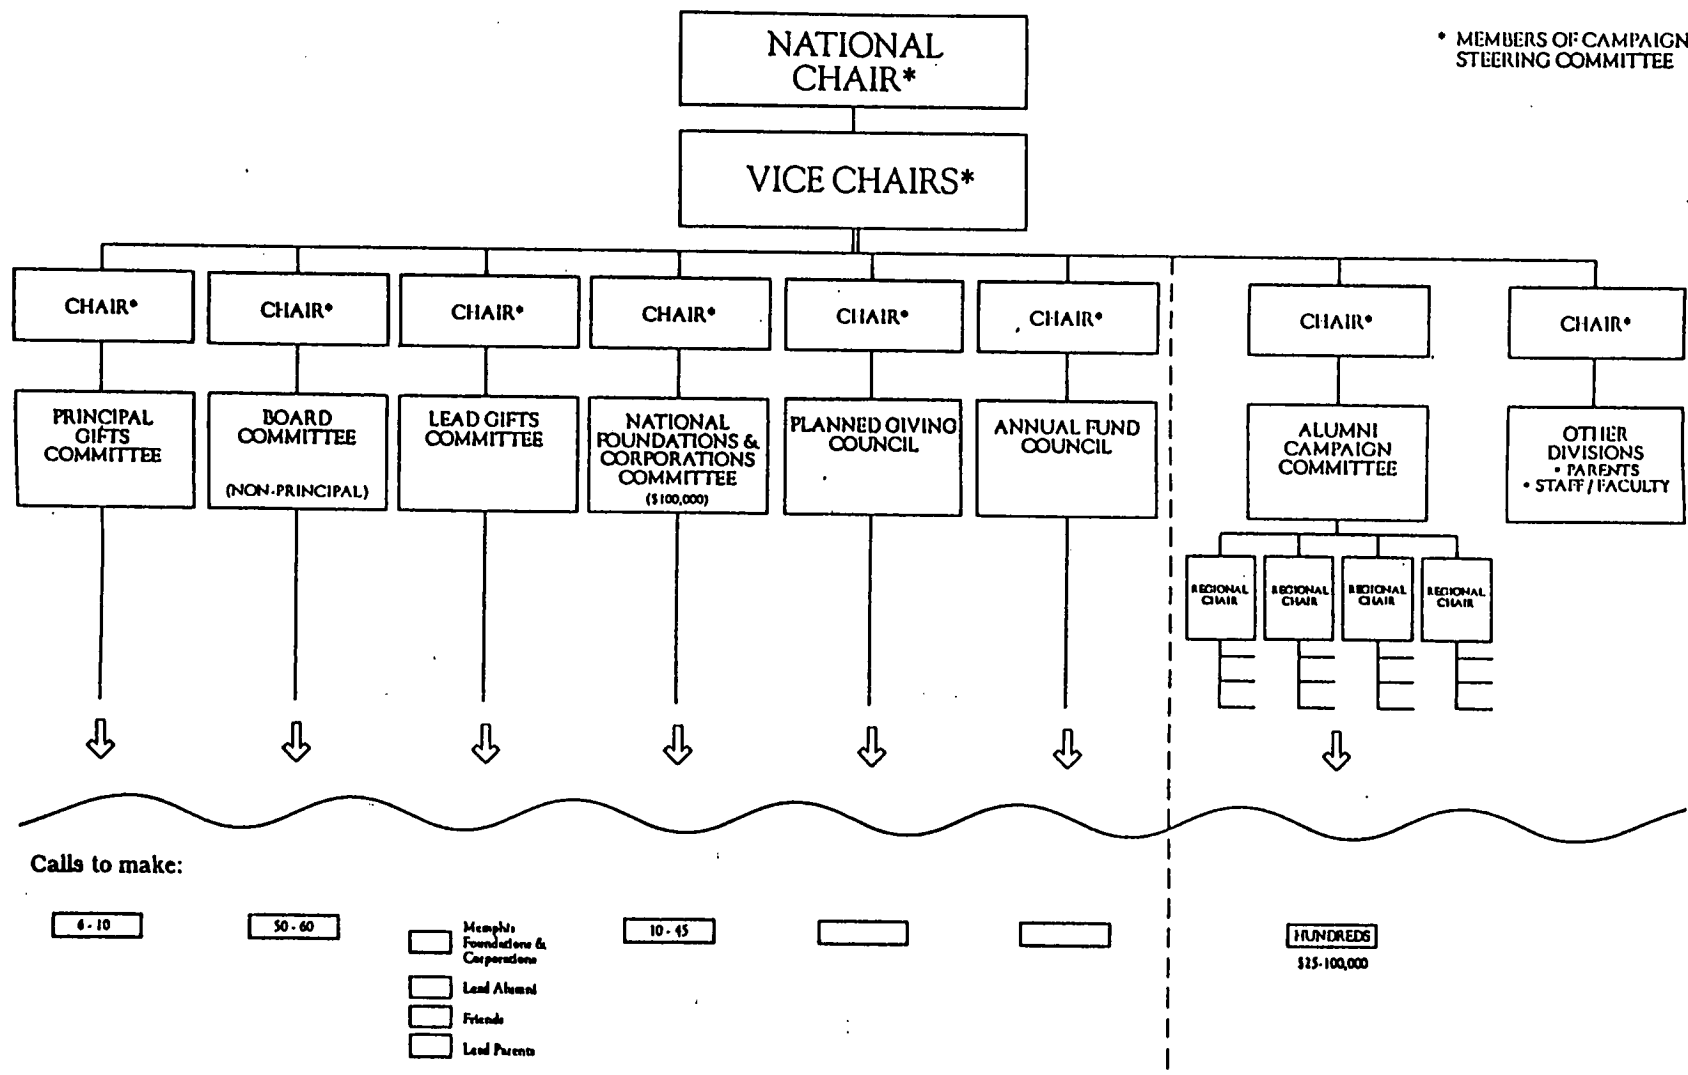 NATIONAL
CHAIR*
* MEMBERS OF CAMPAIGN
STEERING COMMITTEE
VICE CHAIRS*
CHAIR*
CHAIR*
CHAIR*
CHAIR*
CHAIR*
CHAIR*
CHAIR*
CHAIR*
PRINCIPAL
GIFTS
COMMITTEE
BOARD
COMMITTEE
(NON-PRINCIPAL)
LEAD GIFTS
COMMITTEE
NATIONAL
FOUNDATIONS &
CORPORATIONS
COMMITTEE
($100,000)
PLANNED GIVING
COUNCIL
ANNUAL FUND
COUNCIL
ALUMNI
CAMPAIGN
COMMITTEE
OTHER
DIVISIONS
• PARENTS
• STAFF / FACULTY
REGIONAL
CHAIR
REGIONAL
CHAIR
REGIONAL
CHAIR
REGIONAL
CHAIR
Calls to make:
6 - 10
50 - 60
Memphis
Foundations &
Corporations
Lead Alumni
Friends
Lead Parents
10 - 45
HUNDREDS
$25-100,000